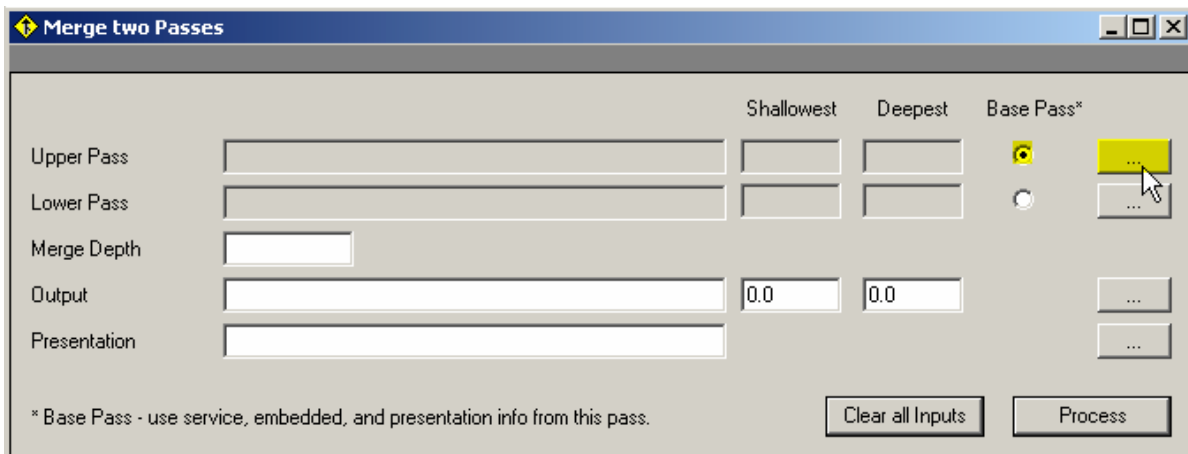 Merge two Passes
Shallowest Deepest Base Pass*
Upper Pass ...
Lower Pass ...
Merge Depth
Output 0.0 0.0 ...
Presentation ...
* Base Pass - use service, embedded, and presentation info from this pass. Clear all Inputs Process